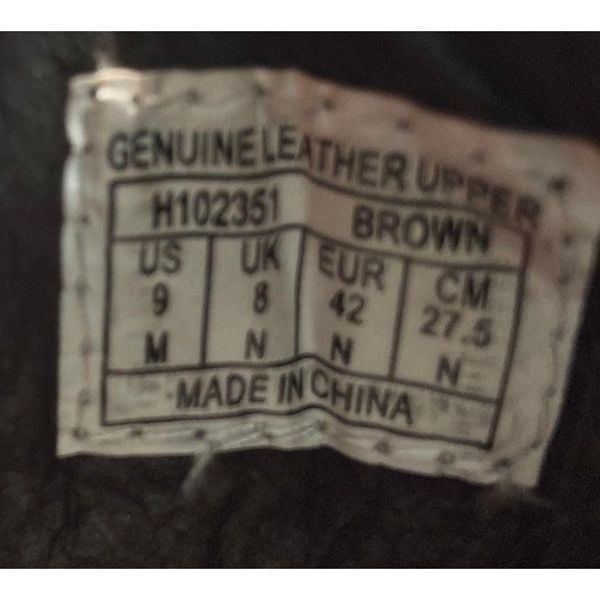 GENUINE LEATHER UPPER
H102351 BROWN
US UK EUR CM
9 8 42 27.5
M N N N
MADE IN CHINA